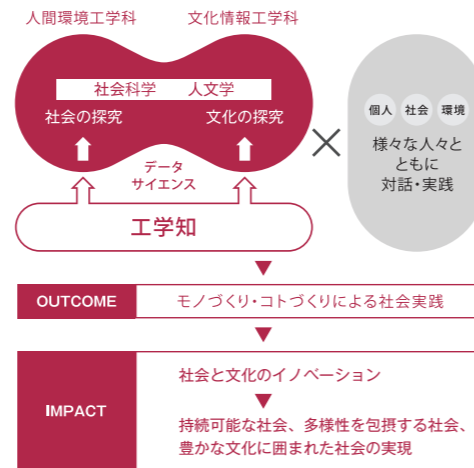 人間環境工学科
文化情報工学科
社会科学 人文学
社会の探究
文化の探究
データ
サイエンス
工学知
×
個人 社会 環境
様々な人々と
ともに
対話・実践
OUTCOME
モノづくり・コトづくりによる社会実践
IMPACT
社会と文化のイノベーション
持続可能な社会、多様性を包摂する社会、
豊かな文化に囲まれた社会の実現